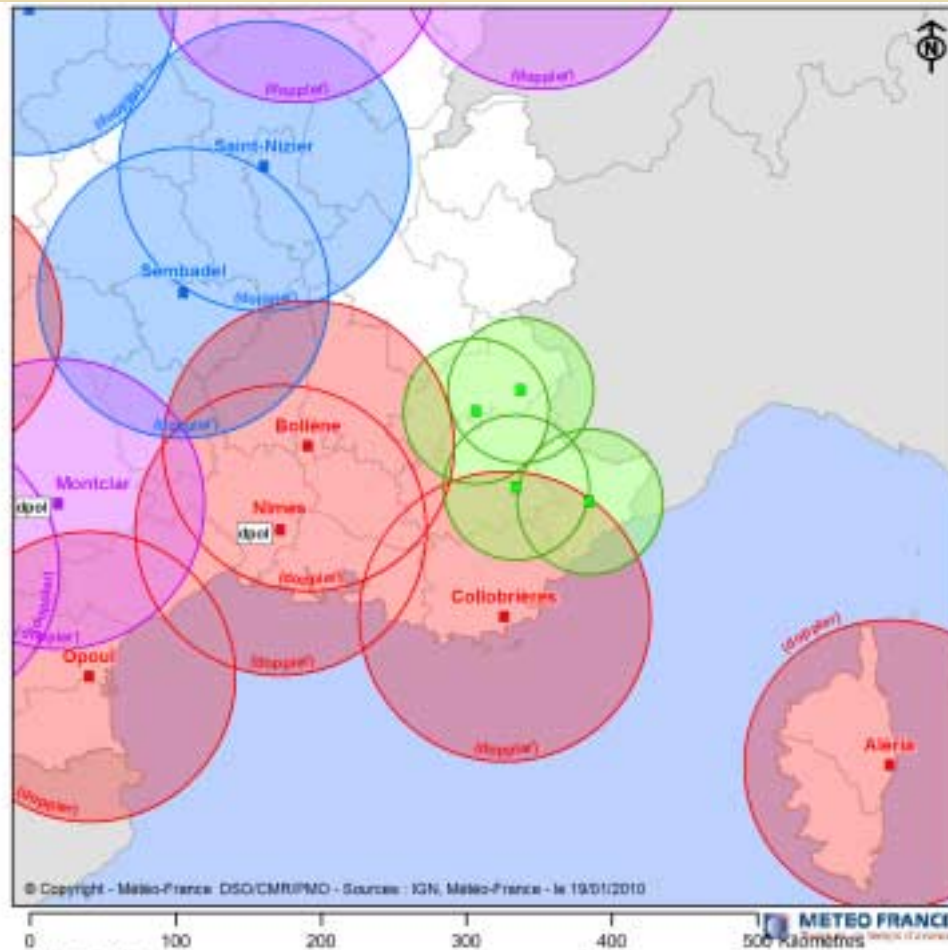 N
(doppler)
(doppler)
(doppler)
Saint-Nizier
Sembadel
(doppler)
(doppler)
Bollène
Montclar
dpol
Nîmes
dpol
(doppler)
(doppler)
Collobrières
(doppler)
(doppler)
Opoul
(doppler)
(doppler)
Aléria
(doppler)
© Copyright - Météo-France DSO/CMR/PMO - Sources : IGN, Météo-France - le 19/01/2010
0 100 200 300 400 500 Kilomètres
METEO FRANCE